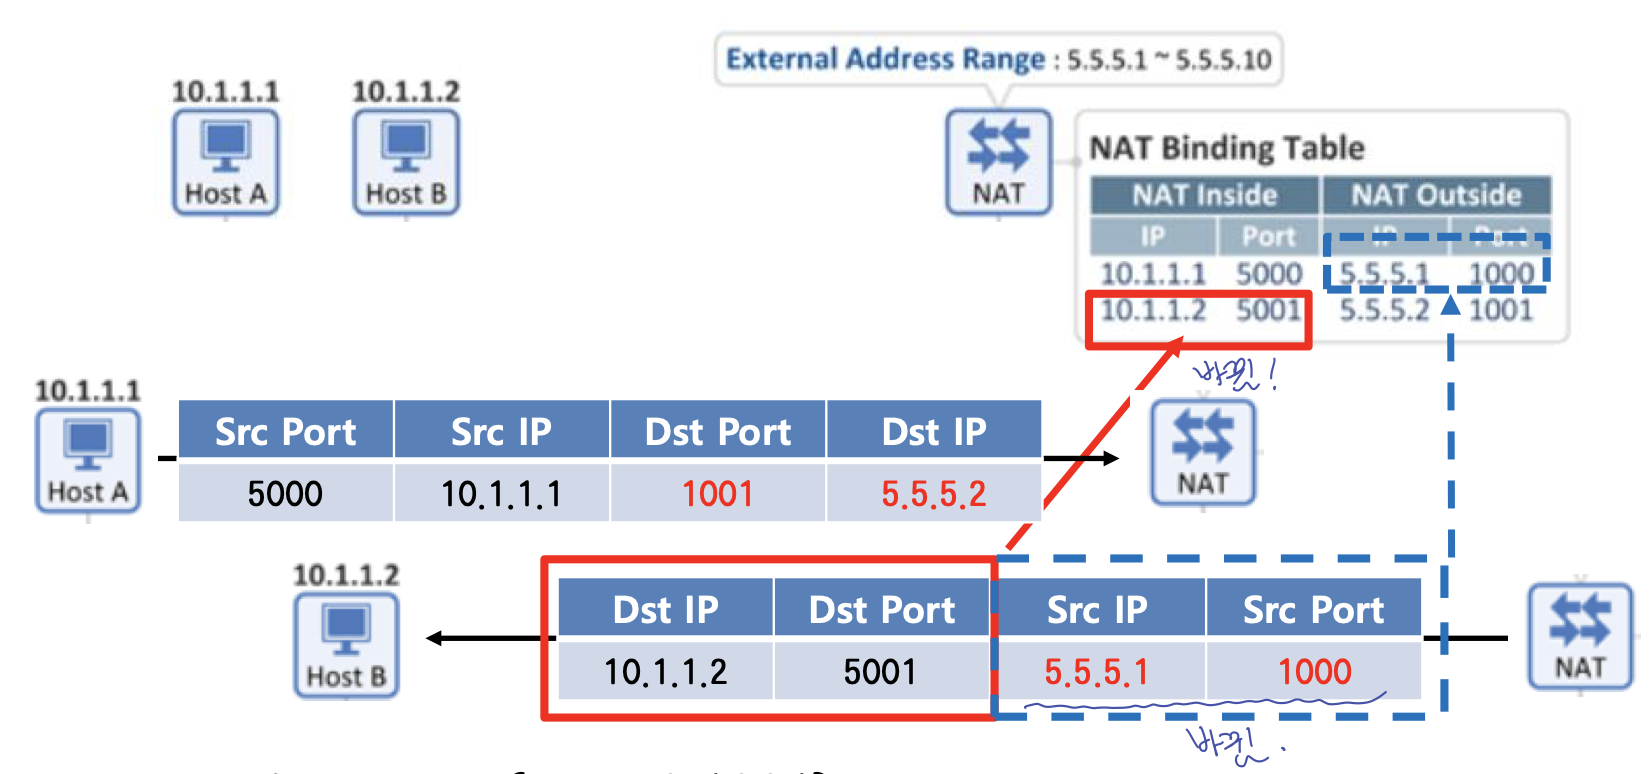 External Address Range : 5.5.5.1 ~ 5.5.5.10
10.1.1.1 10.1.1.2
Host A Host B NAT
NAT Binding Table
NAT Inside NAT Outside
IP Port IP Port
10.1.1.1 5000 5.5.5.1 1000
10.1.1.2 5001 5.5.5.2 1001
바뀜!
10.1.1.1
Host A
Src Port Src IP Dst Port Dst IP
5000 10.1.1.1 1001 5.5.5.2
NAT
10.1.1.2
Host B
Dst IP Dst Port Src IP Src Port
10.1.1.2 5001 5.5.5.1 1000
NAT
바뀜.